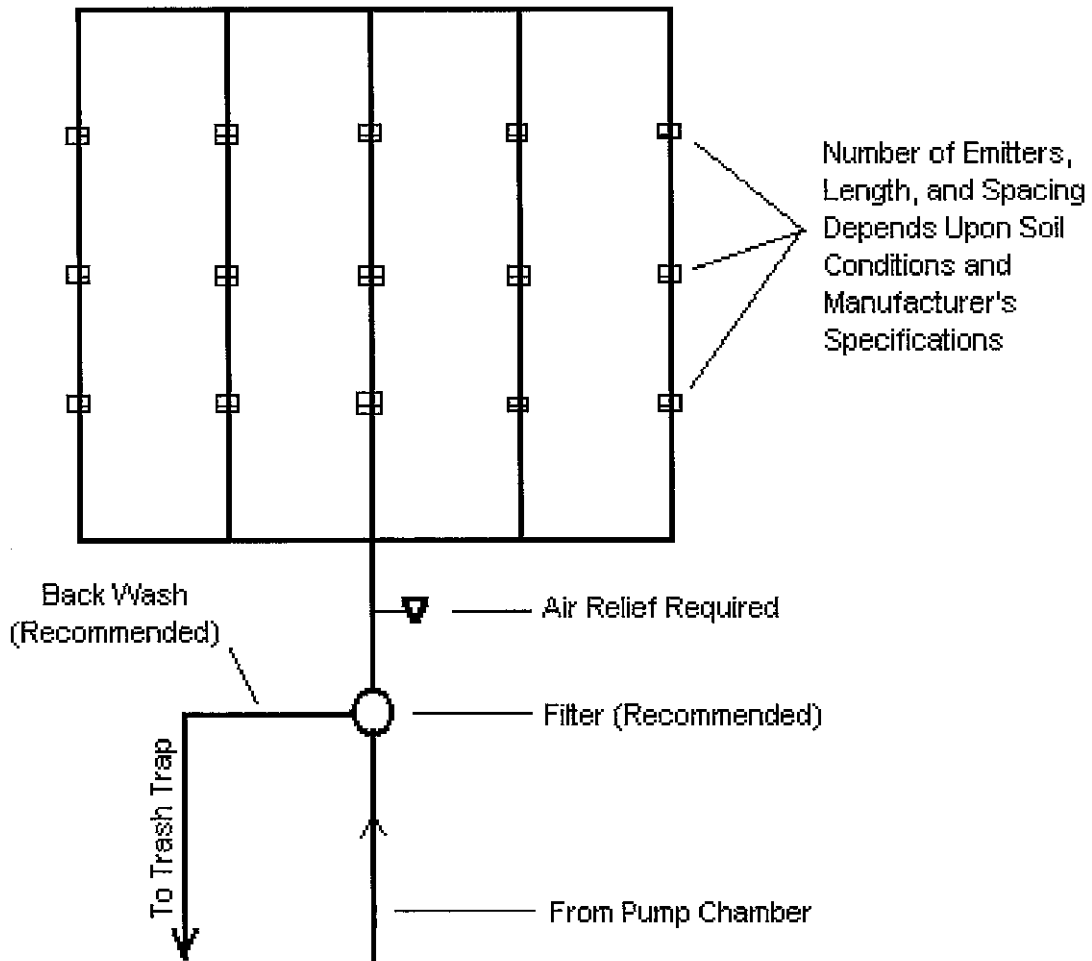 Number of Emitters,
Length, and Spacing
Depends Upon Soil
Conditions and
Manufacturer's
Specifications
Back Wash
(Recommended)
Air Relief Required
Filter (Recommended)
To Trash Trap
From Pump Chamber